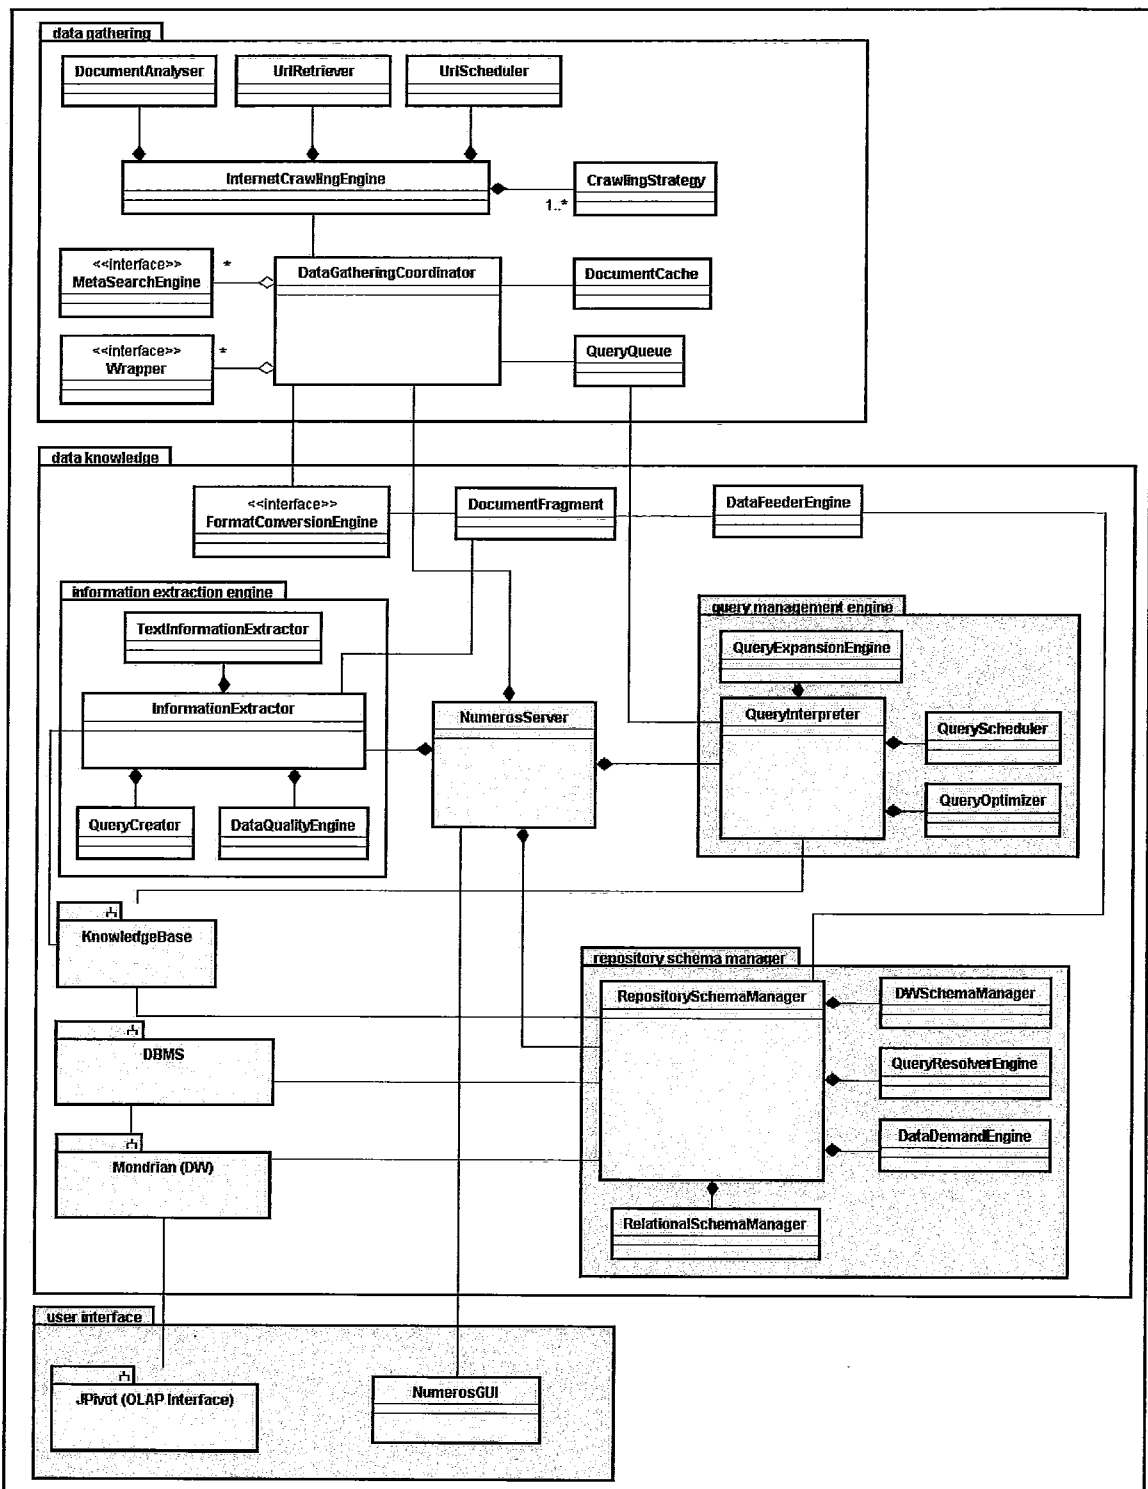 data gathering
DocumentAnalyser
UrlRetriever
UrlScheduler
InternetCrawlingEngine
CrawlingStrategy
1..*
<<interface>>
MetaSearchEngine
*
DataGatheringCoordinator
DocumentCache
<<interface>>
Wrapper
*
QueryQueue
data knowledge
<<interface>>
FormatConversionEngine
DocumentFragment
DataFeederEngine
information extraction engine
TextInformationExtractor
InformationExtractor
QueryCreator
DataQualityEngine
NumerosServer
query management engine
QueryExpansionEngine
QueryInterpreter
QueryScheduler
QueryOptimizer
KnowledgeBase
DBMS
Mondrian (DW)
repository schema manager
RepositorySchemaManager
DWSchemaManager
QueryResolverEngine
DataDemandEngine
RelationalSchemaManager
user interface
JPivot (OLAP Interface)
NumerosGUI